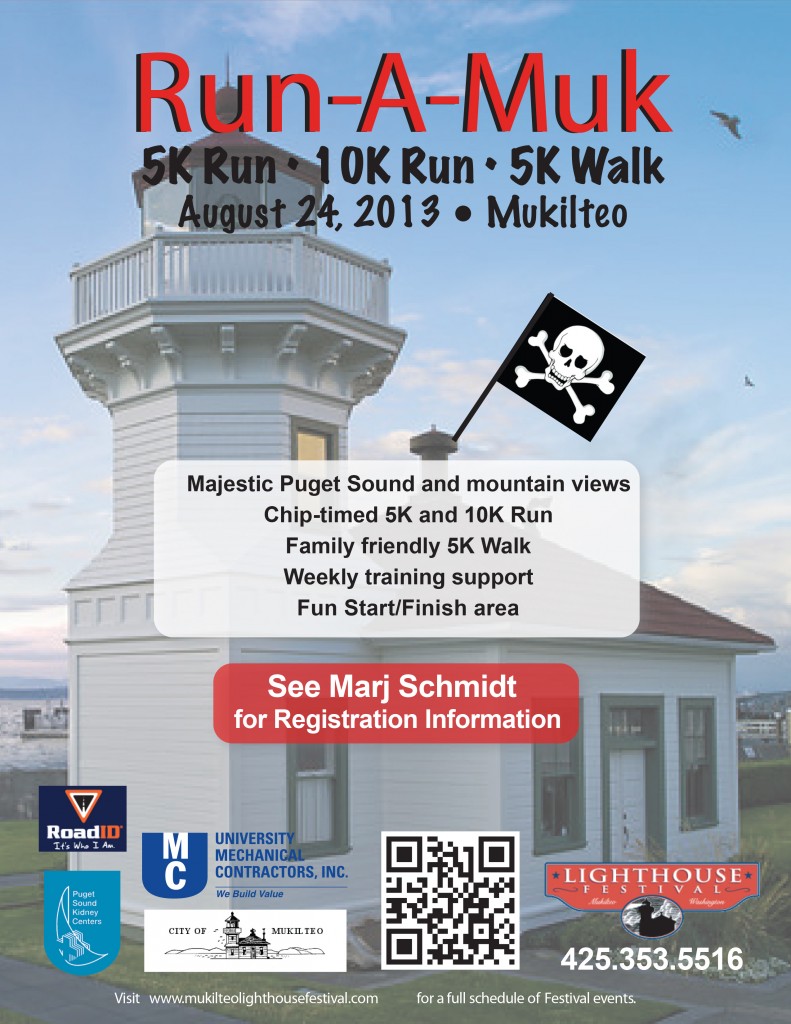 Run-A-Muk
5K Run • 10K Run • 5K Walk
August 24, 2013 • Mukilteo
Majestic Puget Sound and mountain views
Chip-timed 5K and 10K Run
Family friendly 5K Walk
Weekly training support
Fun Start/Finish area
See Marj Schmidt
for Registration Information
RoadID®
It's Who I Am.
Puget
Sound
Kidney
Centers
MC
UNIVERSITY
MECHANICAL
CONTRACTORS, INC.
We Build Value
CITY OF MUKILTEO
LIGHTHOUSE
FESTIVAL
Mukilteo Washington
425.353.5516
Visit www.mukilteolighthousefestival.com for a full schedule of Festival events.